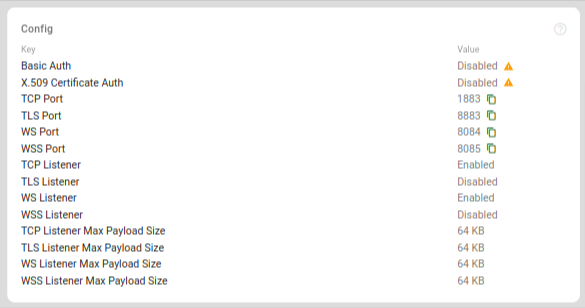 Config
Key Value
Basic Auth Disabled
X.509 Certificate Auth Disabled
TCP Port 1883
TLS Port 8883
WS Port 8084
WSS Port 8085
TCP Listener Enabled
TLS Listener Disabled
WS Listener Enabled
WSS Listener Disabled
TCP Listener Max Payload Size 64 KB
TLS Listener Max Payload Size 64 KB
WS Listener Max Payload Size 64 KB
WSS Listener Max Payload Size 64 KB